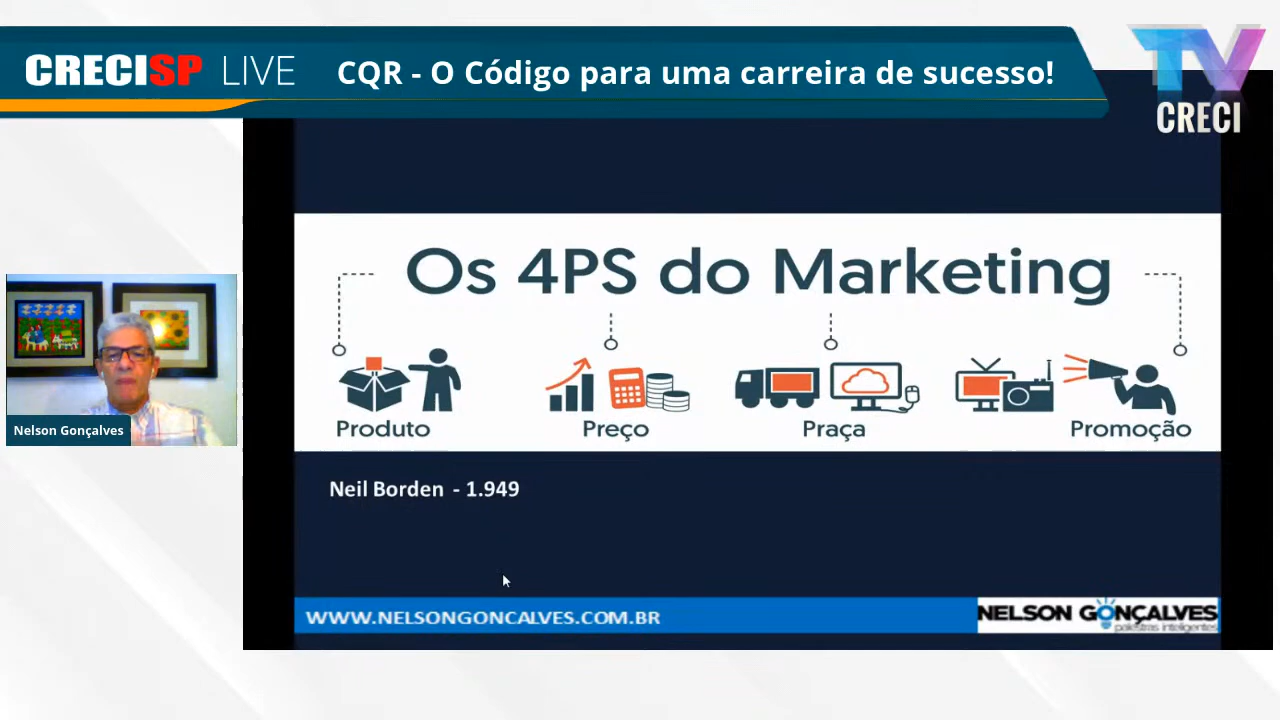 CRECISP LIVE
CQR - O Código para uma carreira de sucesso!
TV
CRECI
Os 4PS do Marketing
Produto
Preço
Praça
Promoção
Nelson Gonçalves
Neil Borden - 1.949
WWW.NELSONGONCALVES.COM.BR
NELSON GONÇALVES
palestras inteligentes